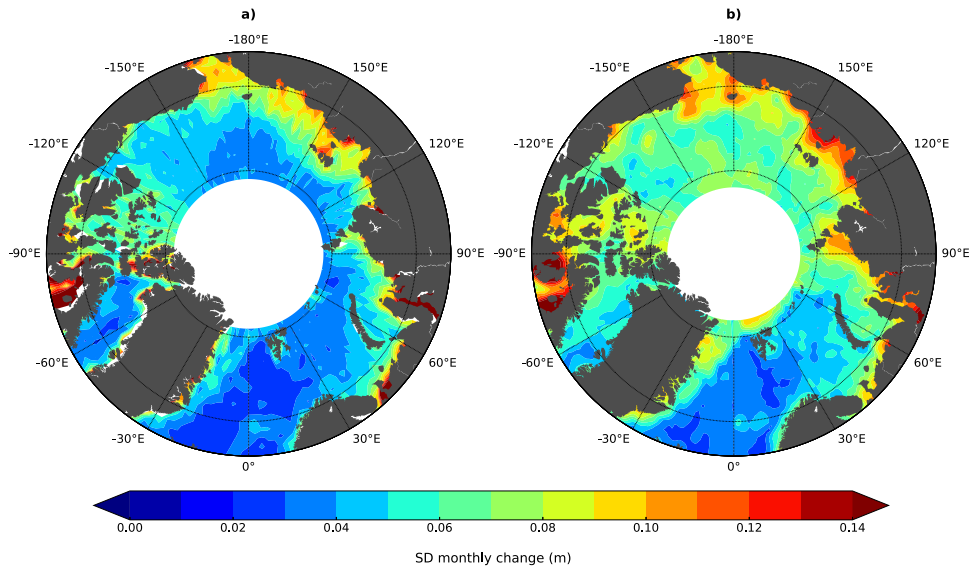 a) b)
-180°E -180°E
-150°E 150°E -150°E 150°E
-120°E 120°E -120°E 120°E
-90°E 90°E -90°E 90°E
-60°E 60°E -60°E 60°E
-30°E 30°E -30°E 30°E
0° 0°
0.00 0.02 0.04 0.06 0.08 0.10 0.12 0.14
SD monthly change (m)